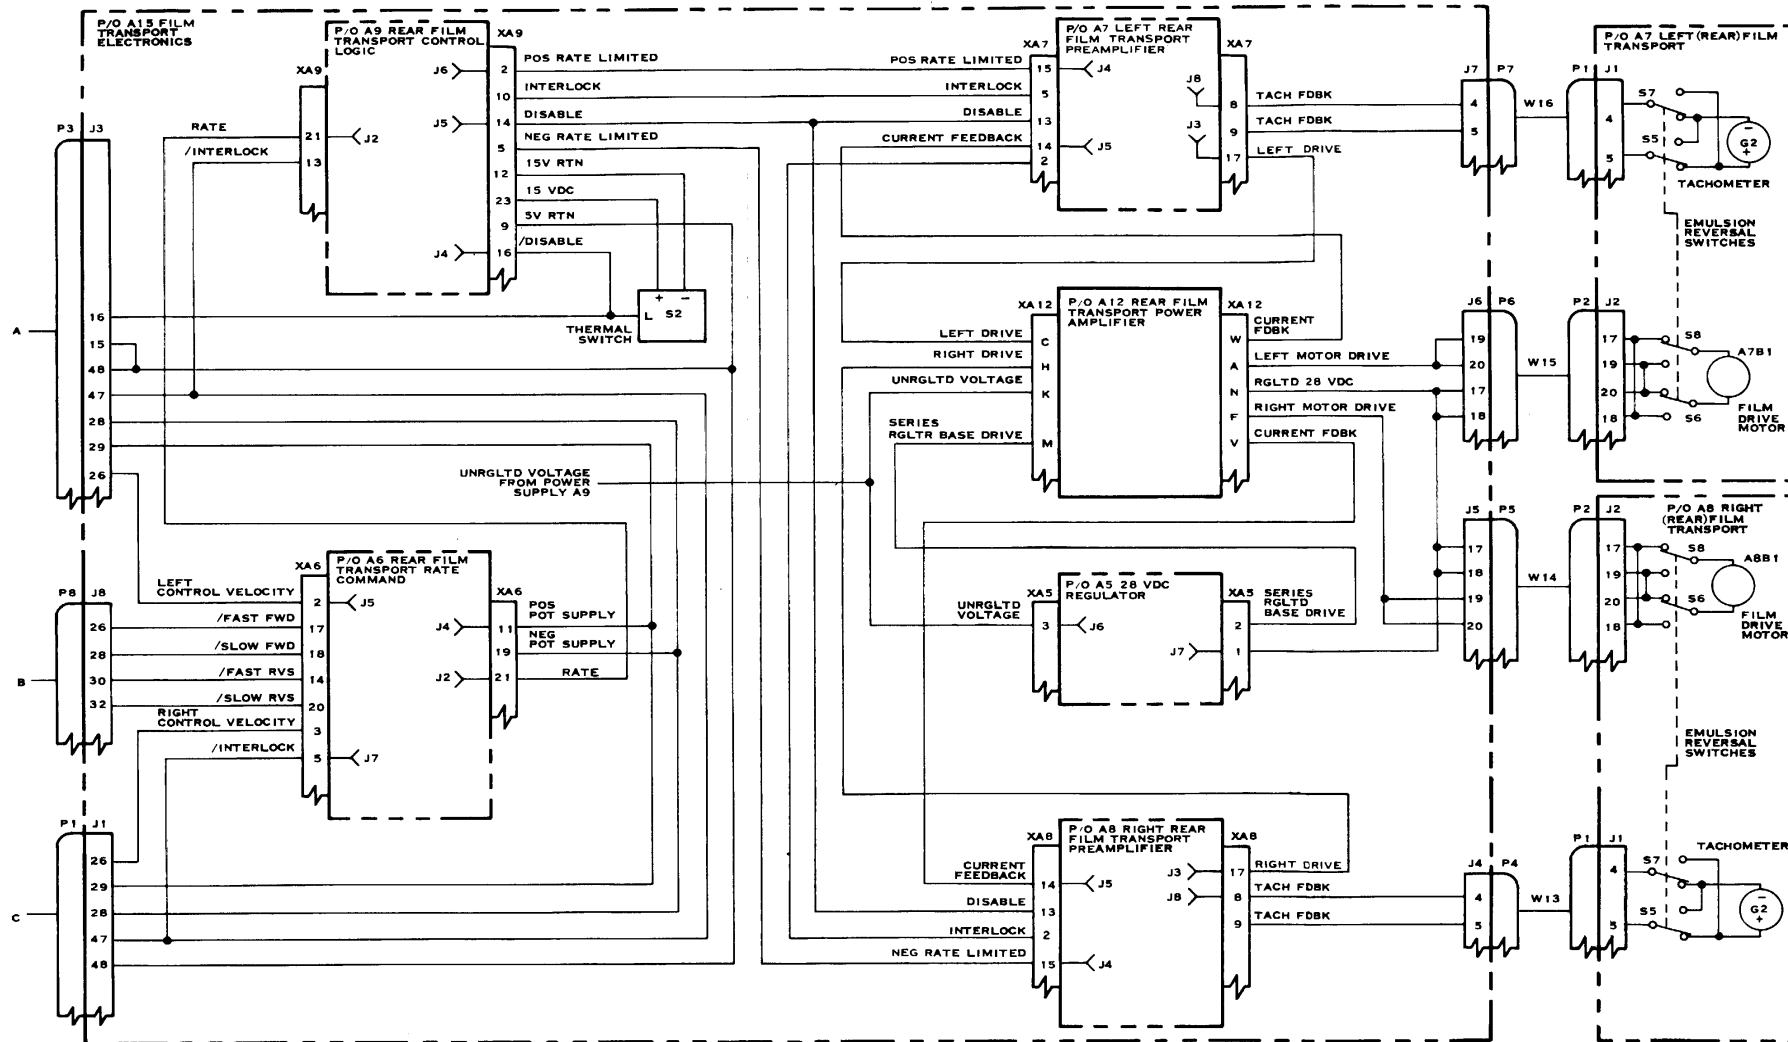 P/O A15 FILM
TRANSPORT
ELECTRONICS
P/O A9 REAR FILM
TRANSPORT CONTROL
LOGIC
XA9
XA9
J6
2
POS RATE LIMITED
10
INTERLOCK
J5
14
DISABLE
5
NEG RATE LIMITED
12
15V RTN
23
15 VDC
9
5V RTN
J4
16
/DISABLE
RATE
21
J2
/INTERLOCK
13
+ −
L S2
THERMAL
SWITCH
P3 J3
A
16
15
48
47
28
29
26
P/O A7 LEFT REAR
FILM TRANSPORT
PREAMPLIFIER
XA7
XA7
POS RATE LIMITED
15
J4
INTERLOCK
5
DISABLE
13
CURRENT FEEDBACK
14
J5
2
J8
8
TACH FDBK
J3
9
TACH FDBK
17
LEFT DRIVE
J7 P7
4
5
W16
P/O A7 LEFT (REAR) FILM
TRANSPORT
P1 J1
4
5
S7
S5
−
G2
+
TACHOMETER
EMULSION
REVERSAL
SWITCHES
P/O A12 REAR FILM
TRANSPORT POWER
AMPLIFIER
XA12
XA12
LEFT DRIVE
C
RIGHT DRIVE
H
UNRGLTD VOLTAGE
K
SERIES
RGLTR BASE DRIVE
M
W
CURRENT
FDBK
A
LEFT MOTOR DRIVE
N
RGLTD 28 VDC
F
RIGHT MOTOR DRIVE
V
CURRENT FDBK
J6 P6
19
20
17
18
W15
P2 J2
17
19
20
18
S8
S6
A7B1
FILM
DRIVE
MOTOR
UNRGLTD VOLTAGE
FROM POWER
SUPPLY A9
P/O A6 REAR FILM
TRANSPORT RATE
COMMAND
XA6
XA6
LEFT
CONTROL VELOCITY
2
J5
/FAST FWD
17
/SLOW FWD
18
/FAST RVS
14
/SLOW RVS
20
RIGHT
CONTROL VELOCITY
3
/INTERLOCK
5
J7
J4
11
POS
POT SUPPLY
19
NEG
POT SUPPLY
J2
21
RATE
P8 J8
B
26
28
30
32
P/O A5 28 VDC
REGULATOR
XA5
XA5
UNRGLTD
VOLTAGE
3
J6
2
SERIES
RGLTD
BASE DRIVE
J7
1
J5 P5
17
18
19
20
W14
P/O A8 RIGHT
(REAR) FILM
TRANSPORT
P2 J2
17
19
20
18
S8
S6
A8B1
FILM
DRIVE
MOTOR
EMULSION
REVERSAL
SWITCHES
P1 J1
C
26
29
28
47
48
P/O A8 RIGHT REAR
FILM TRANSPORT
PREAMPLIFIER
XA8
XA8
CURRENT
FEEDBACK
14
J5
DISABLE
13
INTERLOCK
2
NEG RATE LIMITED
15
J4
J3
17
RIGHT DRIVE
J8
8
TACH FDBK
9
TACH FDBK
J4 P4
4
5
W13
P1 J1
4
5
S7
S5
TACHOMETER
−
G2
+